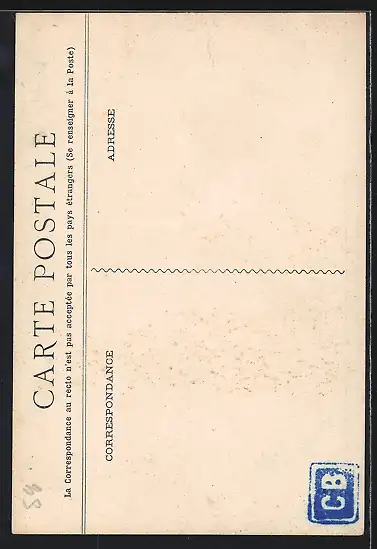 CARTE POSTALE
La Correspondance au recto n'est pas acceptée par tous les pays étrangers (Se renseigner à la Poste)
CORRESPONDANCE
ADRESSE
CB